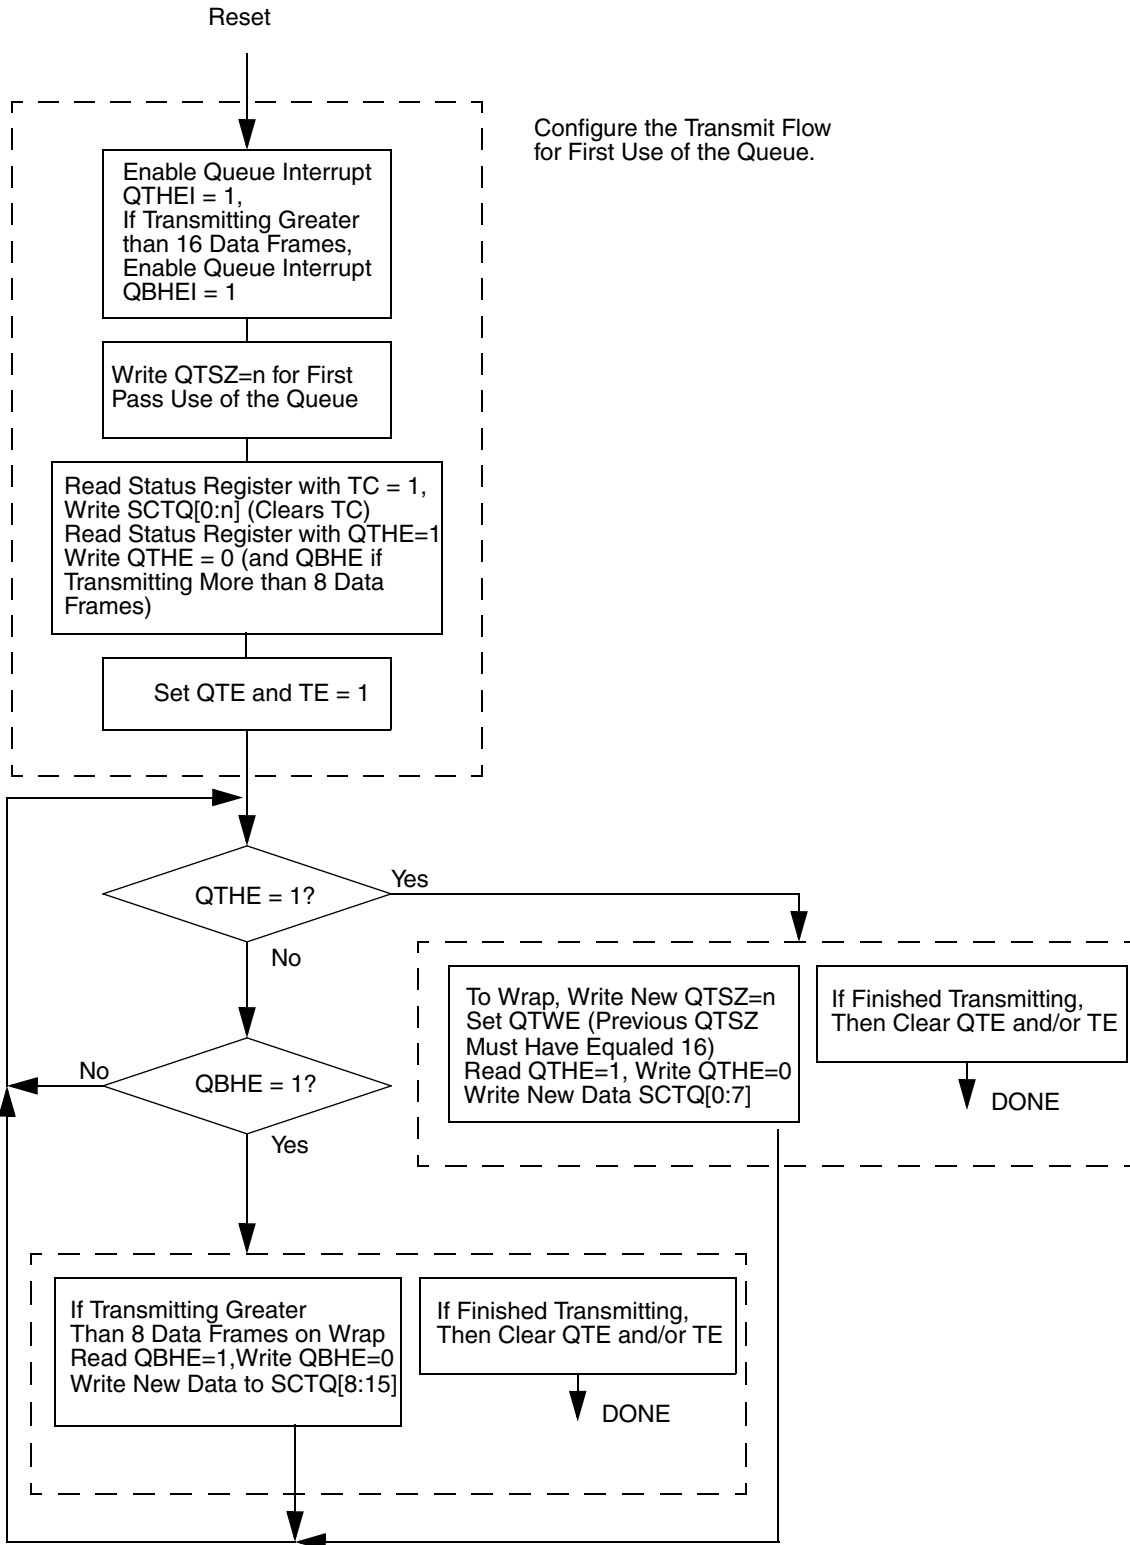 Reset
Configure the Transmit Flow
for First Use of the Queue.
Enable Queue Interrupt
QTHEI = 1,
If Transmitting Greater
than 16 Data Frames,
Enable Queue Interrupt
QBHEI = 1
Write QTSZ=n for First
Pass Use of the Queue
Read Status Register with TC = 1,
Write SCTQ[0:n] (Clears TC)
Read Status Register with QTHE=1
Write QTHE = 0 (and QBHE if
Transmitting More than 8 Data
Frames)
Set QTE and TE = 1
QTHE = 1?
Yes
No
To Wrap, Write New QTSZ=n
Set QTWE (Previous QTSZ
Must Have Equaled 16)
Read QTHE=1, Write QTHE=0
Write New Data SCTQ[0:7]
If Finished Transmitting,
Then Clear QTE and/or TE
DONE
No
QBHE = 1?
Yes
If Transmitting Greater
Than 8 Data Frames on Wrap
Read QBHE=1,Write QBHE=0
Write New Data to SCTQ[8:15]
If Finished Transmitting,
Then Clear QTE and/or TE
DONE